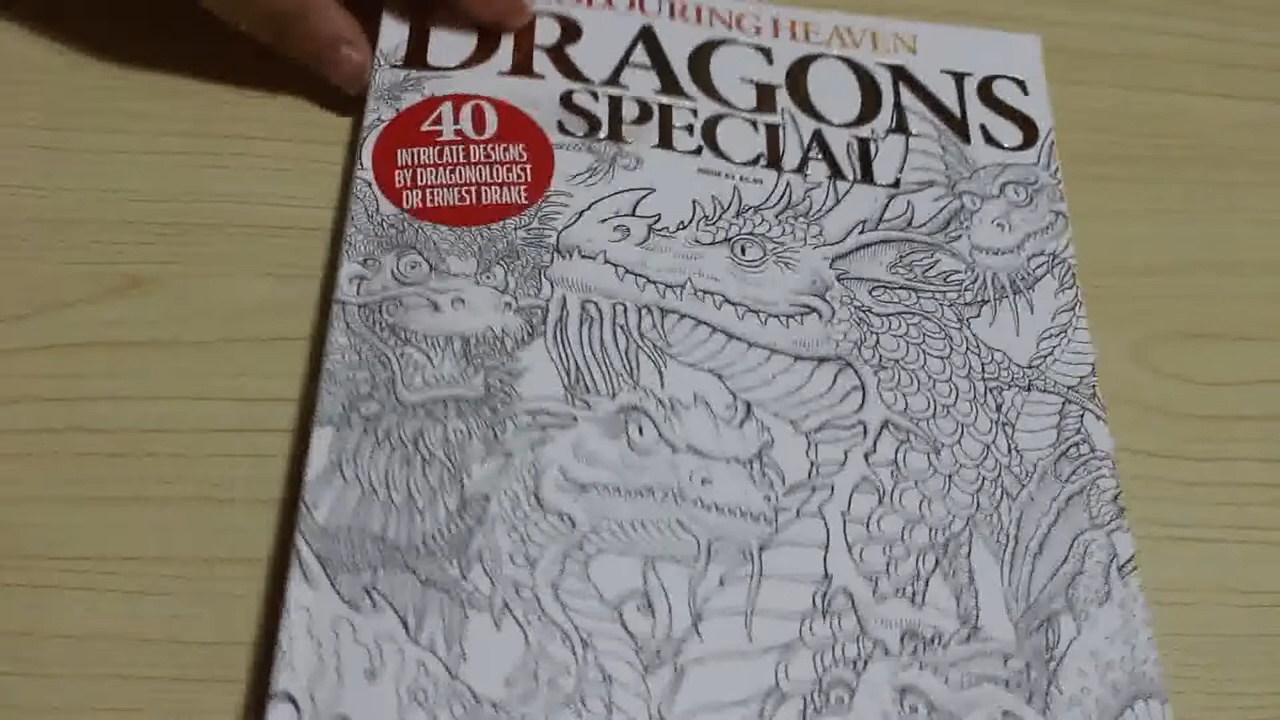 COLOURING HEAVEN
DRAGONS
SPECIAL
40
INTRICATE DESIGNS
BY DRAGONOLOGIST
DR ERNEST DRAKE